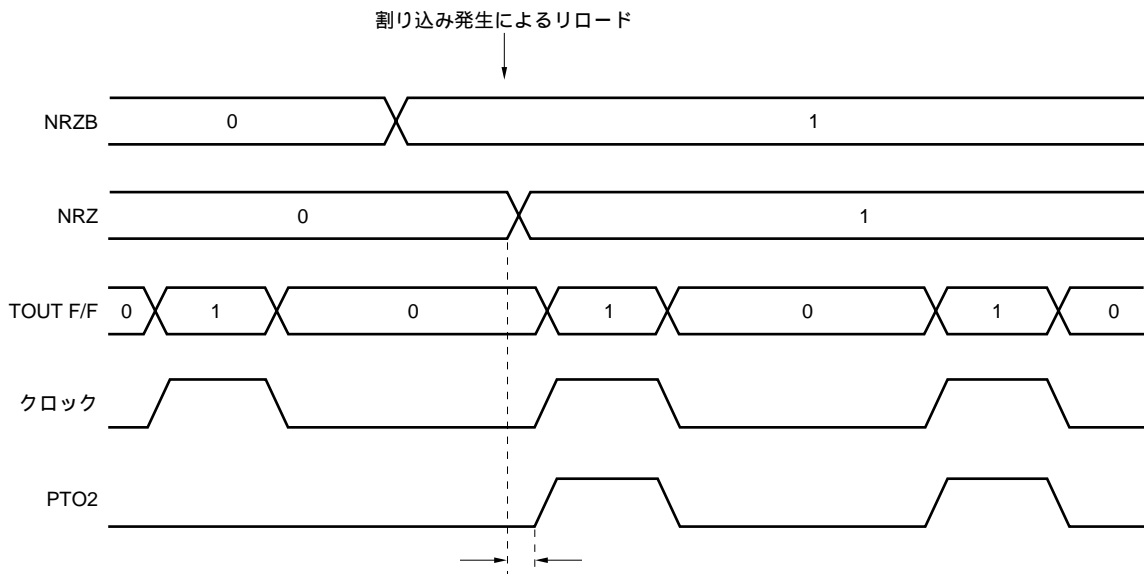 割り込み発生によるリロード
NRZB 0 1
NRZ 0 1
TOUT F/F 0 1 0 1 0 1 0
クロック
PTO2